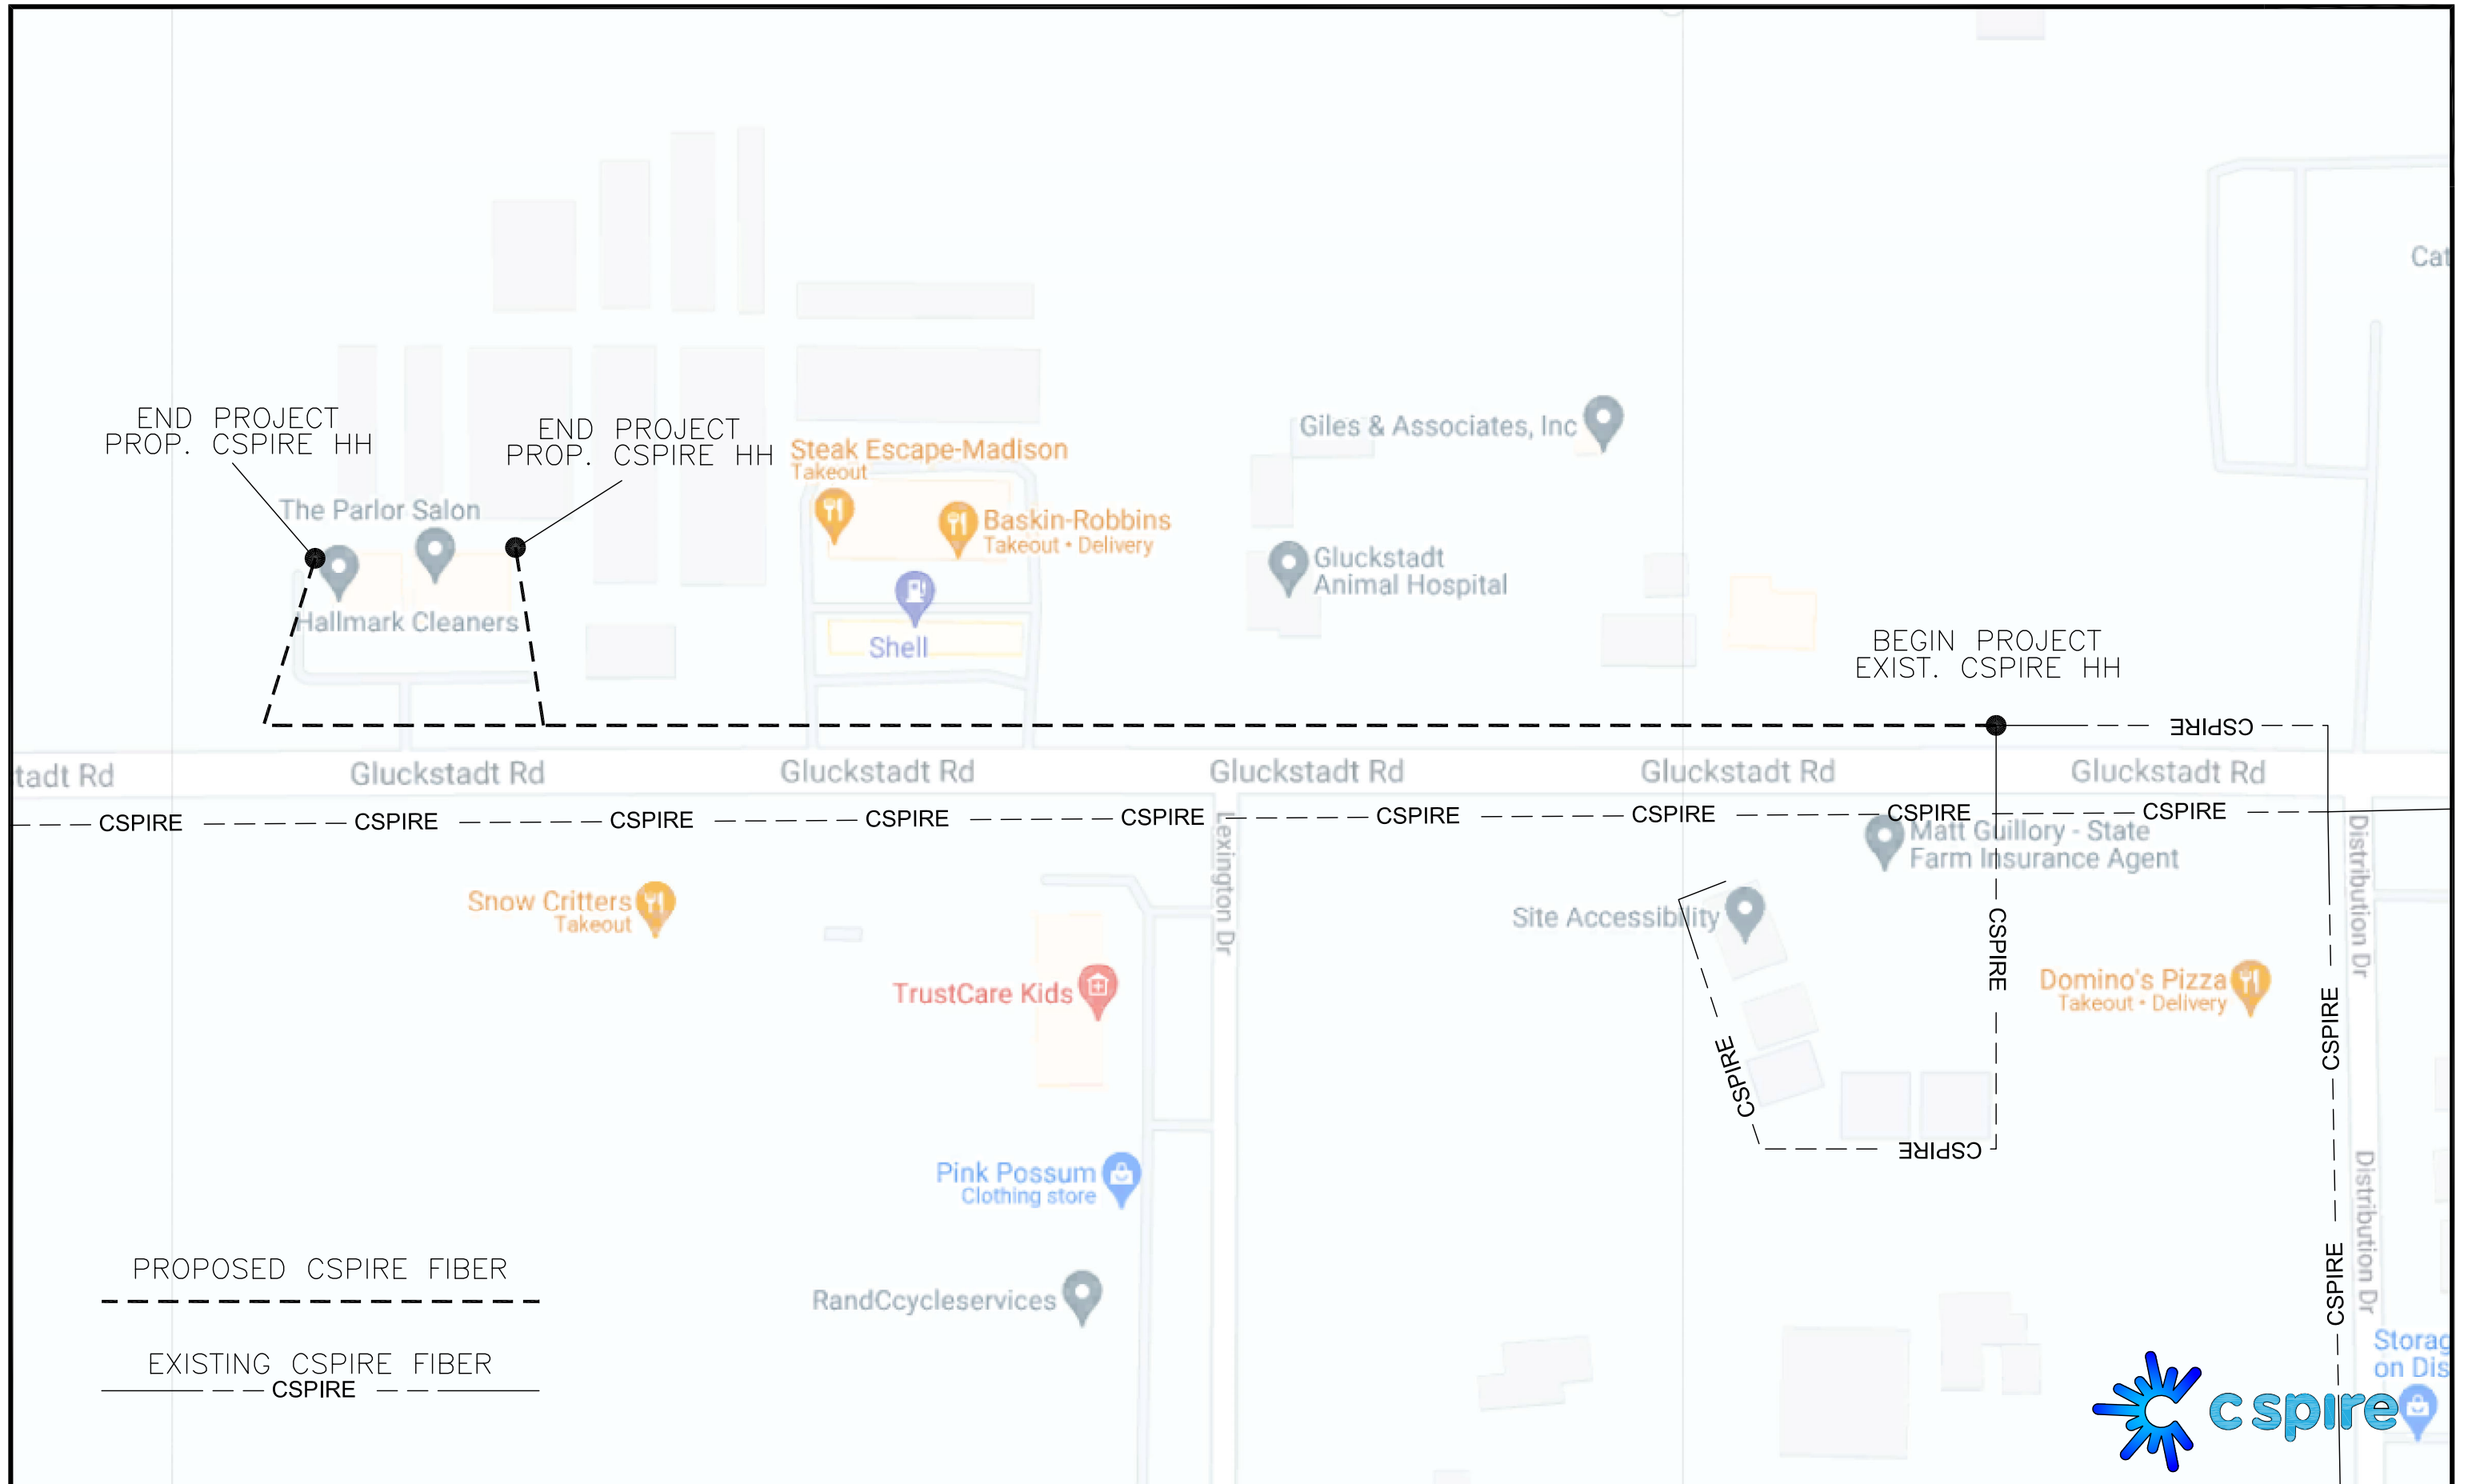 Cat
END PROJECT
PROP. CSPIRE HH
END PROJECT
PROP. CSPIRE HH
Steak Escape-Madison
Takeout
Giles & Associates, Inc
The Parlor Salon
Baskin-Robbins
Takeout • Delivery
Gluckstadt
Animal Hospital
Hallmark Cleaners
Shell
BEGIN PROJECT
EXIST. CSPIRE HH
CSPIRE
tadt Rd
Gluckstadt Rd
Gluckstadt Rd
Gluckstadt Rd
Gluckstadt Rd
Gluckstadt Rd
CSPIRE
CSPIRE
CSPIRE
CSPIRE
CSPIRE
CSPIRE
CSPIRE
CSPIRE
CSPIRE
Lexington Dr
Matt Guillory - State
Farm Insurance Agent
Distribution Dr
Snow Critters
Takeout
Site Accessibility
CSPIRE
TrustCare Kids
Domino's Pizza
Takeout • Delivery
CSPIRE
CSPIRE
CSPIRE
Pink Possum
Clothing store
Distribution Dr
CSPIRE
RandCcycleservices
PROPOSED CSPIRE FIBER
EXISTING CSPIRE FIBER
CSPIRE
Storag
on Dis
cspire